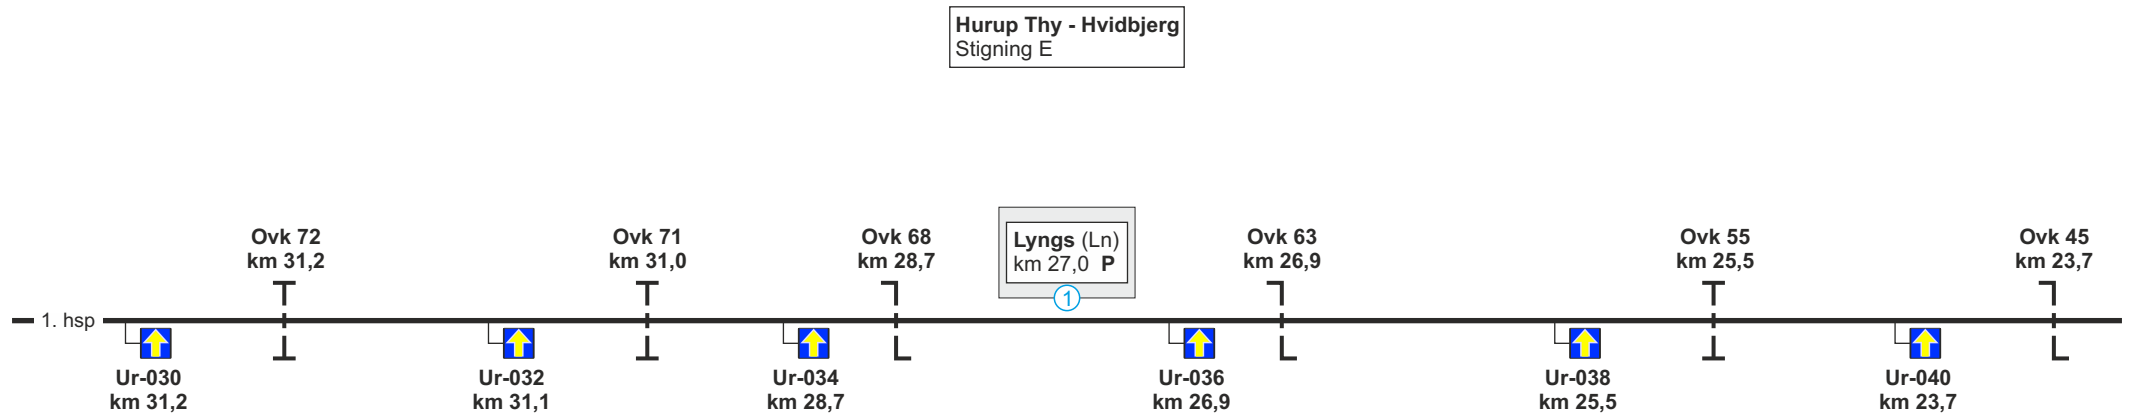 Hurup Thy - Hvidbjerg
Stigning E
Ovk 72
km 31,2
Ovk 71
km 31,0
Ovk 68
km 28,7
Lyngs (Ln)
km 27,0 P
1
Ovk 63
km 26,9
Ovk 55
km 25,5
Ovk 45
km 23,7
1. hsp
Ur-030
km 31,2
Ur-032
km 31,1
Ur-034
km 28,7
Ur-036
km 26,9
Ur-038
km 25,5
Ur-040
km 23,7